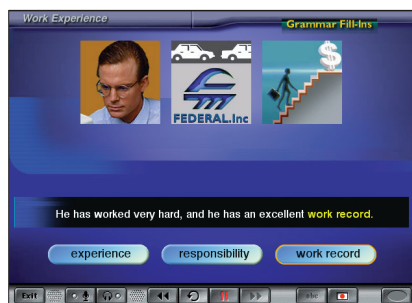 Work Experience
Grammar Fill-Ins
$
FEDERAL.Inc
He has worked very hard, and he has an excellent work record.
experience
responsibility
work record
Exit
abc